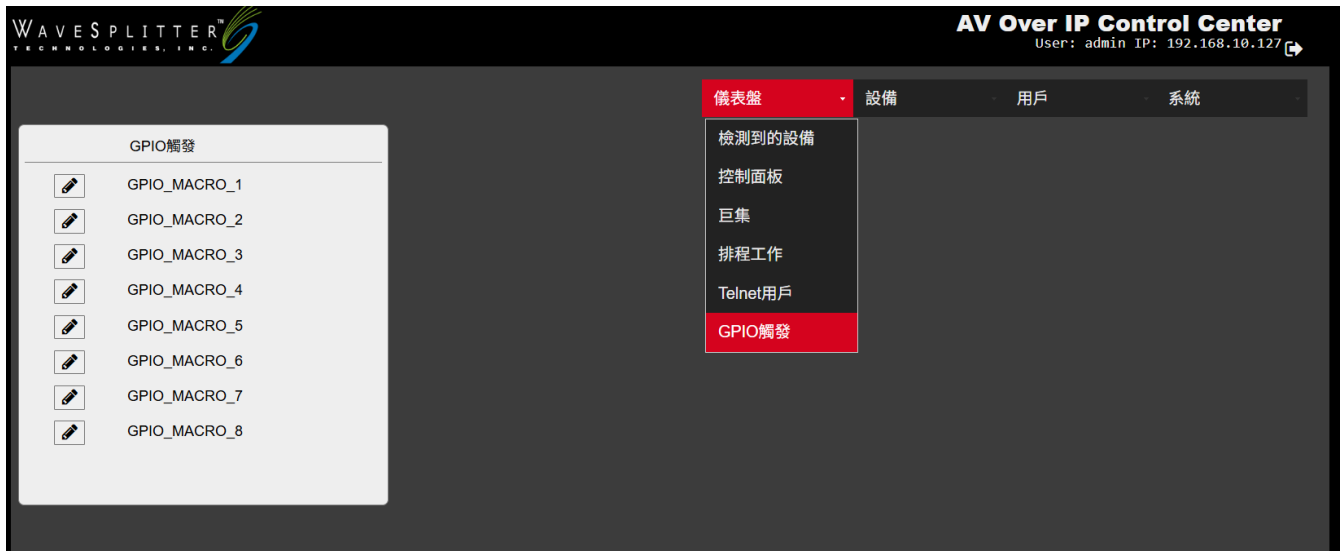 WAVESPLITTER™
TECHNOLOGIES, INC.
AV Over IP Control Center
User: admin IP: 192.168.10.127
儀表盤 設備 用戶 系統
檢測到的設備
控制面板
巨集
排程工作
Telnet用戶
GPIO觸發
GPIO觸發
GPIO_MACRO_1
GPIO_MACRO_2
GPIO_MACRO_3
GPIO_MACRO_4
GPIO_MACRO_5
GPIO_MACRO_6
GPIO_MACRO_7
GPIO_MACRO_8